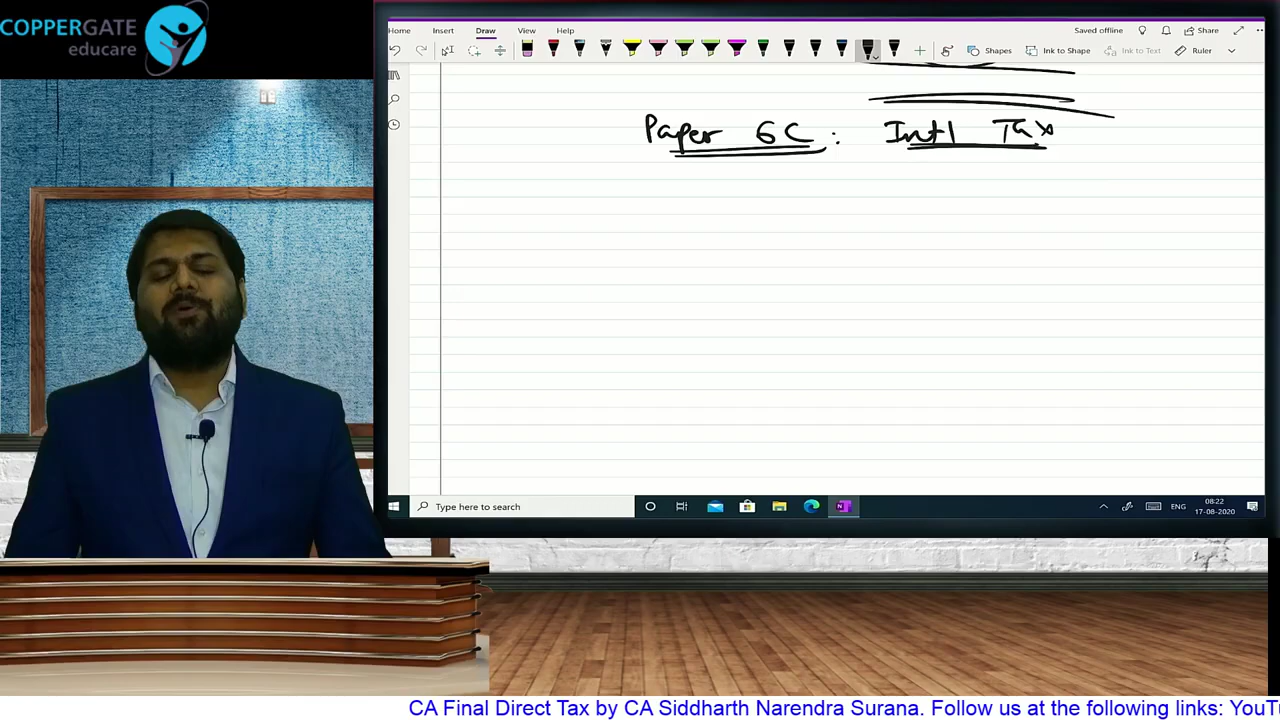 COPPERGATE
educare
Home Insert Draw View Help Saved offline Share
Shapes Ink to Shape Ink to Text Ruler
Paper 6C : Int'l Tax
Type here to search
ENG 08:22
17-08-2020
CA Final Direct Tax by CA Siddharth Narendra Surana. Follow us at the following links: YouT